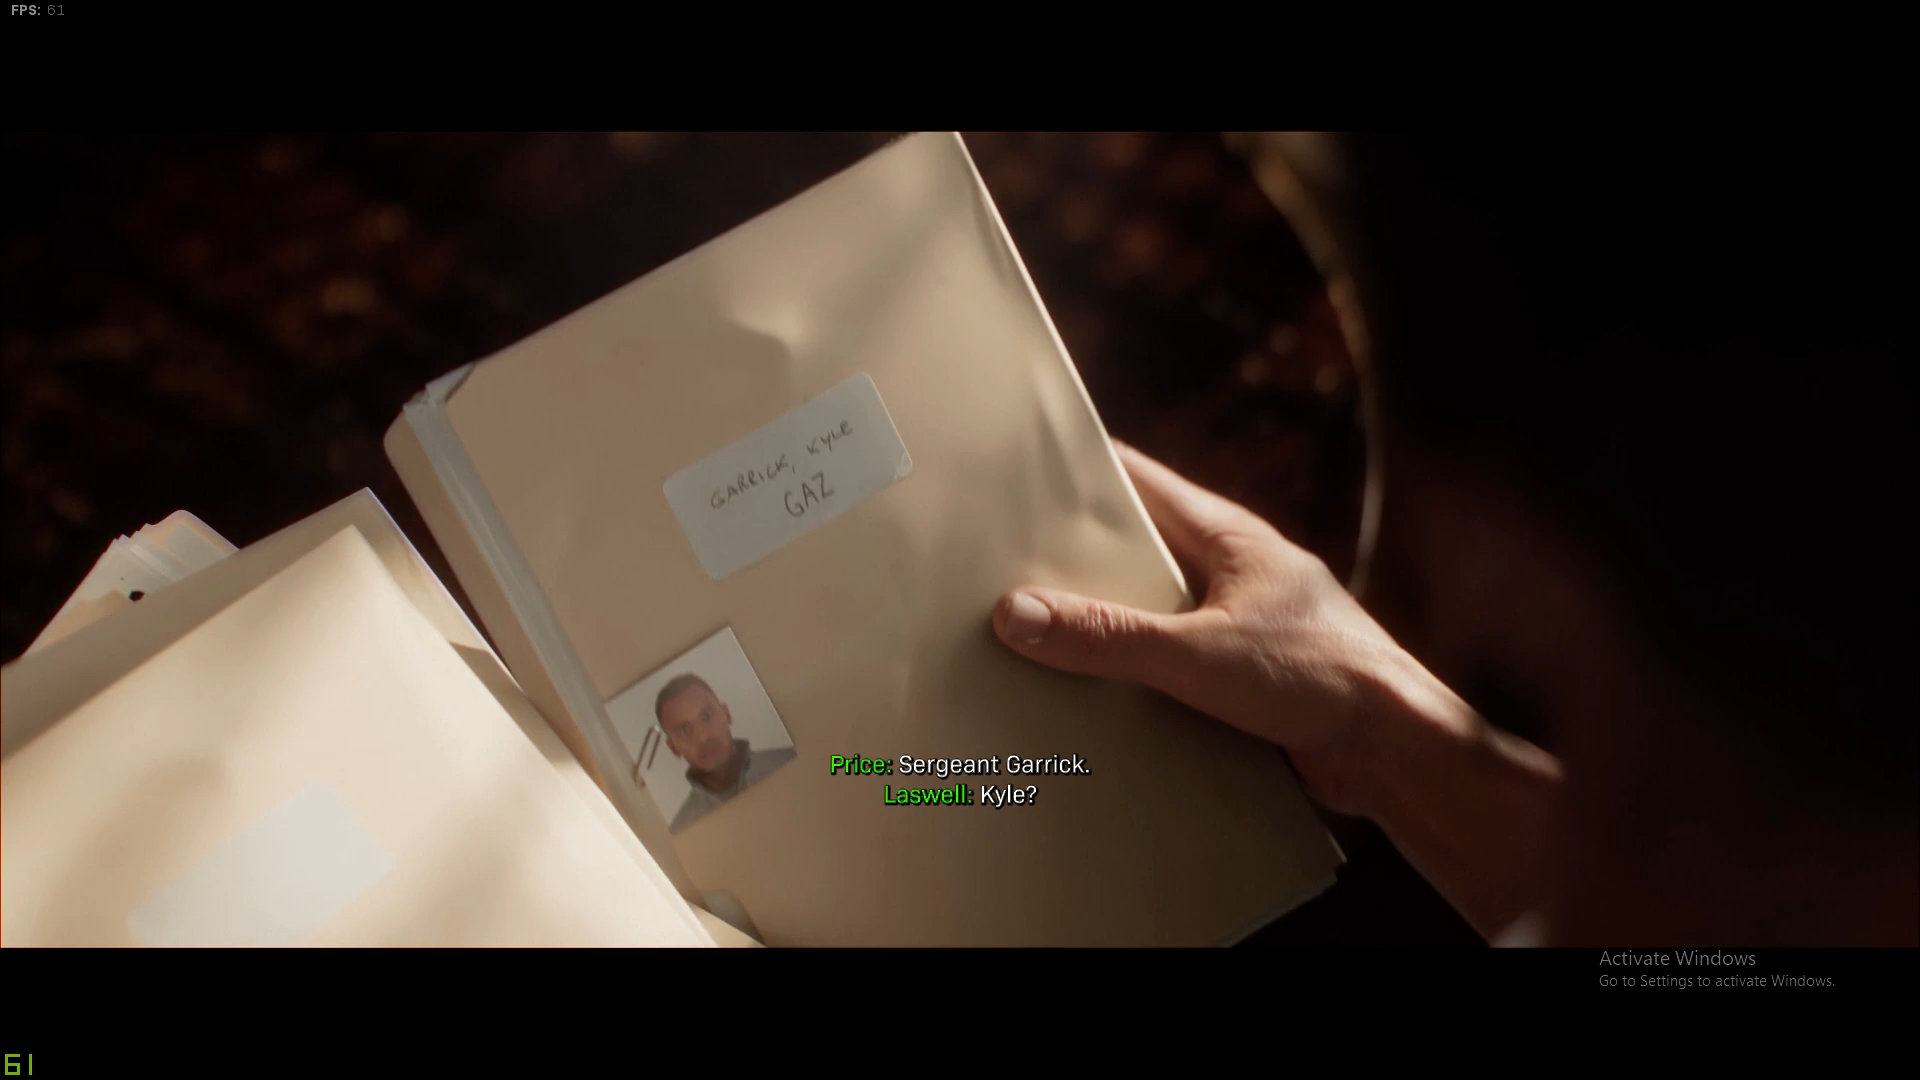 FPS: 61
GARRICK, KYLE
GAZ
Price: Sergeant Garrick.
Laswell: Kyle?
Activate Windows
Go to Settings to activate Windows.
61